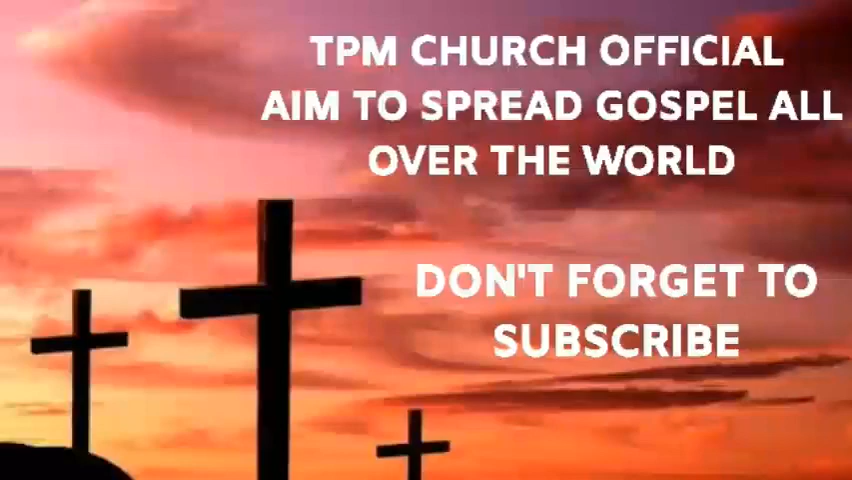 TPM CHURCH OFFICIAL
AIM TO SPREAD GOSPEL ALL
OVER THE WORLD
DON'T FORGET TO
SUBSCRIBE